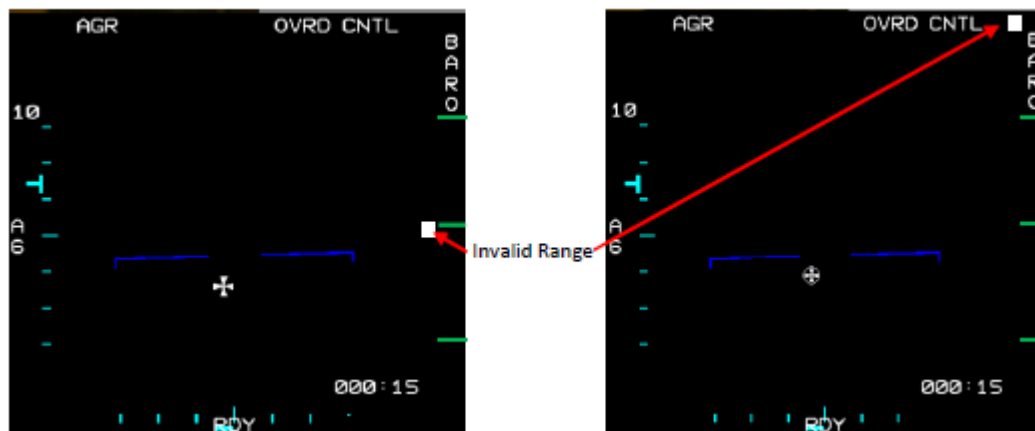 AGR OVRD CNTL
BARO
10
A
6
000:15
RDY
Invalid Range
AGR OVRD CNTL
BARO
10
A
6
000:15
RDY